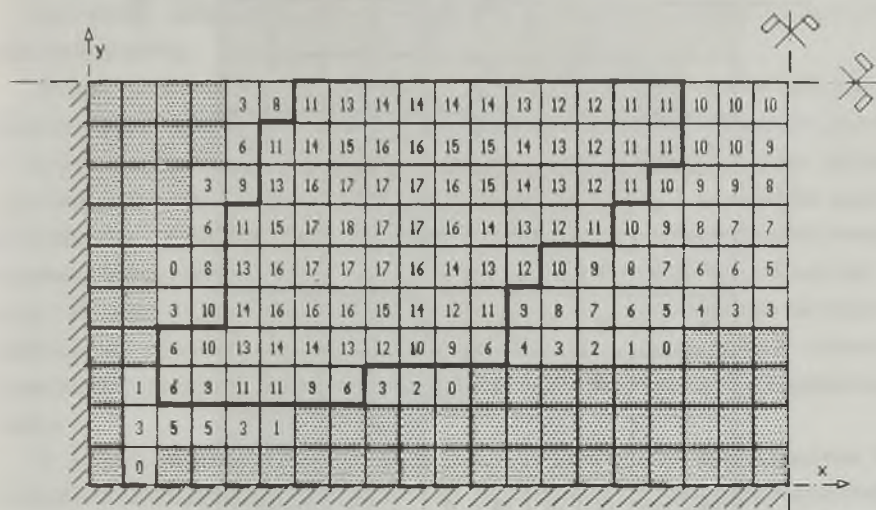 y
3 8 11 13 14 14 14 14 13 12 12 11 11 10 10 10
6 11 14 15 16 16 15 15 14 13 12 11 11 10 10 9
3 9 13 16 17 17 17 16 15 14 13 12 11 10 9 9 8
6 11 15 17 18 17 17 16 14 13 12 11 10 9 8 7 7
0 8 13 16 17 17 17 16 14 13 12 10 9 8 7 6 6 5
3 10 14 16 16 16 15 14 12 11 9 8 7 6 5 4 3 3
6 10 13 14 14 13 12 10 9 6 4 3 2 1 0
1 6 9 11 11 9 6 3 2 0
3 5 5 3 1
0
x